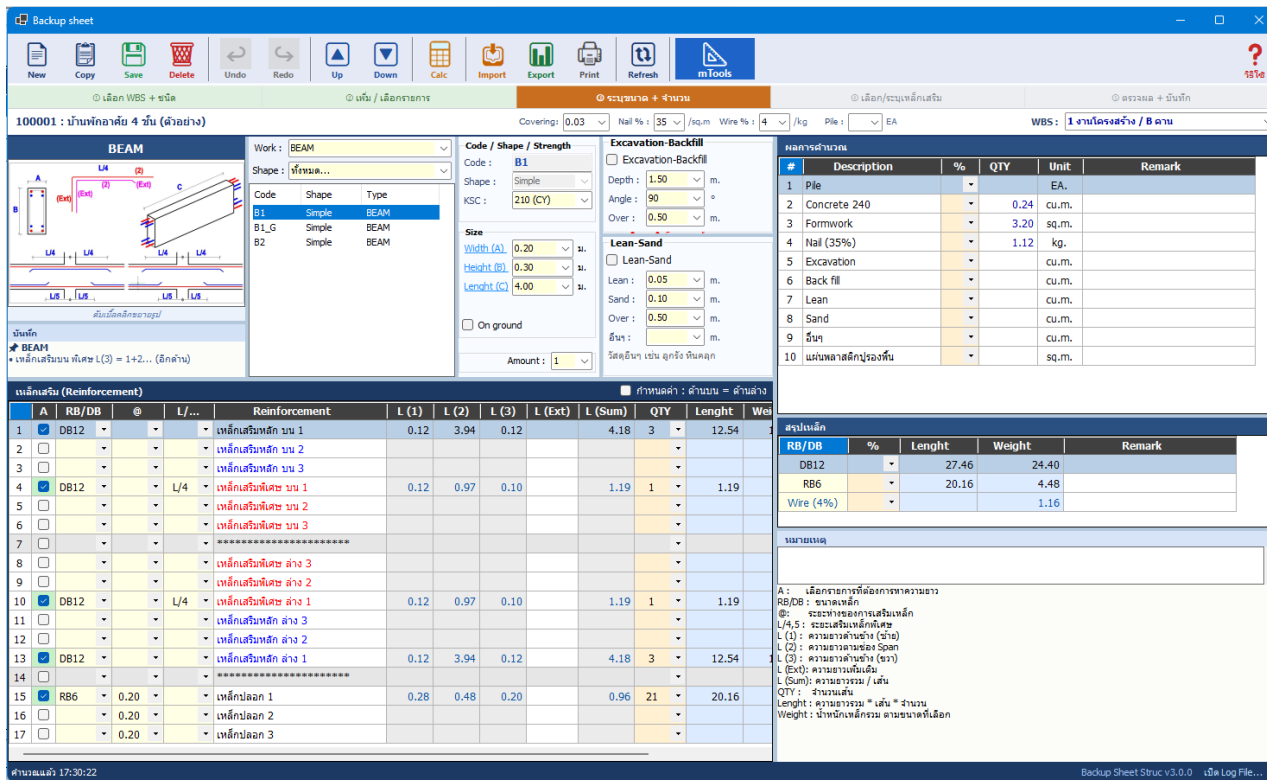 Backup sheet
New Copy Save Delete Undo Redo Up Down Calc Import Export Print Refresh mTools วิธีใช้
① เลือก WBS + ชนิด
② เพิ่ม / เลือกรายการ
③ ระบุขนาด + จำนวน
④ เลือก/ระบุเหล็กเสริม
⑤ ตรวจผล + บันทึก
100001 : บ้านพักอาศัย 4 ชั้น (ตัวอย่าง) Covering: 0.03 Nail % : 35 /sq.m Wire % : 4 /kg Pile : EA WBS : 1 งานโครงสร้าง / B คาน
BEAM
A B C
L/4 (2) (Ext)
(Ext) (Ext) (2)
L/4 L/4 L/4 L/4
L/5 L/5 L/5 L/5
ดับเบิ้ลคลิกขยายรูป
บันทึก
BEAM
• เหล็กเสริมบน พิเศษ L(3) = 1+2... (อีกด้าน)
Work : BEAM
Shape : ทั้งหมด...
Code Shape Type
B1 Simple BEAM
B1_G Simple BEAM
B2 Simple BEAM
Code / Shape / Strength
Code : B1
Shape : Simple
KSC : 210 (CY)
Size
Width (A) 0.20 ม.
Height (B) 0.30 ม.
Lenght (C) 4.00 ม.
On ground
Amount : 1
Excavation-Backfill
Excavation-Backfill
Depth : 1.50 m.
Angle : 90 °
Over : 0.50 m.
Lean-Sand
Lean-Sand
Lean : 0.05 m.
Sand : 0.10 m.
Over : 0.50 m.
อื่นๆ : m.
วัสดุอื่นๆ เช่น ลูกรัง หินคลุก
ผลการคำนวณ
# Description % QTY Unit Remark
1 Pile EA.
2 Concrete 240 0.24 cu.m.
3 Formwork 3.20 sq.m.
4 Nail (35%) 1.12 kg.
5 Excavation cu.m.
6 Back fill cu.m.
7 Lean cu.m.
8 Sand cu.m.
9 อื่นๆ cu.m.
10 แผ่นพลาสติกปูรองพื้น sq.m.
เหล็กเสริม (Reinforcement) กำหนดค่า : ด้านบน = ด้านล่าง
A RB/DB @ L/... Reinforcement L (1) L (2) L (3) L (Ext) L (Sum) QTY Lenght Wei
1 DB12 เหล็กเสริมหลัก บน 1 0.12 3.94 0.12 4.18 3 12.54 1
2 เหล็กเสริมหลัก บน 2
3 เหล็กเสริมหลัก บน 3
4 DB12 L/4 เหล็กเสริมพิเศษ บน 1 0.12 0.97 0.10 1.19 1 1.19
5 เหล็กเสริมพิเศษ บน 2
6 เหล็กเสริมพิเศษ บน 3
7 **********************
8 เหล็กเสริมพิเศษ ล่าง 3
9 เหล็กเสริมพิเศษ ล่าง 2
10 DB12 L/4 เหล็กเสริมพิเศษ ล่าง 1 0.12 0.97 0.10 1.19 1 1.19
11 เหล็กเสริมหลัก ล่าง 3
12 เหล็กเสริมหลัก ล่าง 2
13 DB12 เหล็กเสริมหลัก ล่าง 1 0.12 3.94 0.12 4.18 3 12.54 1
14 **********************
15 RB6 0.20 เหล็กปลอก 1 0.28 0.48 0.20 0.96 21 20.16
16 0.20 เหล็กปลอก 2
17 0.20 เหล็กปลอก 3
สรุปเหล็ก
RB/DB % Lenght Weight Remark
DB12 27.46 24.40
RB6 20.16 4.48
Wire (4%) 1.16
หมายเหตุ
A : เลือกรายการที่ต้องการหาความยาว
RB/DB : ขนาดเหล็ก
@: ระยะห่างของการเสริมเหล็ก
L/4,5 : ระยะเสริมเหล็กพิเศษ
L (1) : ความยาวด้านข้าง (ซ้าย)
L (2) : ความยาวตามช่อง Span
L (3) : ความยาวด้านข้าง (ขวา)
L (Ext): ความยาวเพิ่มเติม
L (Sum): ความยาวรวม / เส้น
QTY : จำนวนเส้น
Lenght : ความยาวรวม * เส้น * จำนวน
Weight : น้ำหนักเหล็กรวม ตามขนาดที่เลือก
คำนวณแล้ว 17:30:22 Backup Sheet Struc v3.0.0 เปิด Log File...